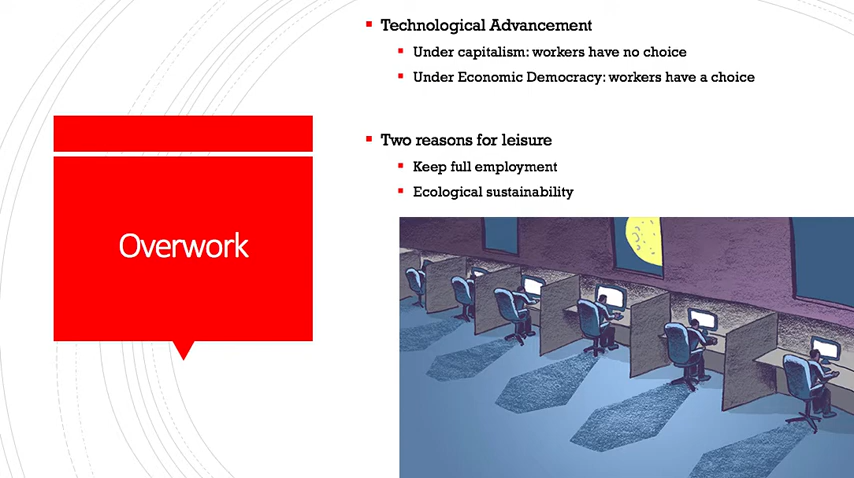 Overwork
Technological Advancement
Under capitalism: workers have no choice
Under Economic Democracy: workers have a choice
Two reasons for leisure
Keep full employment
Ecological sustainability